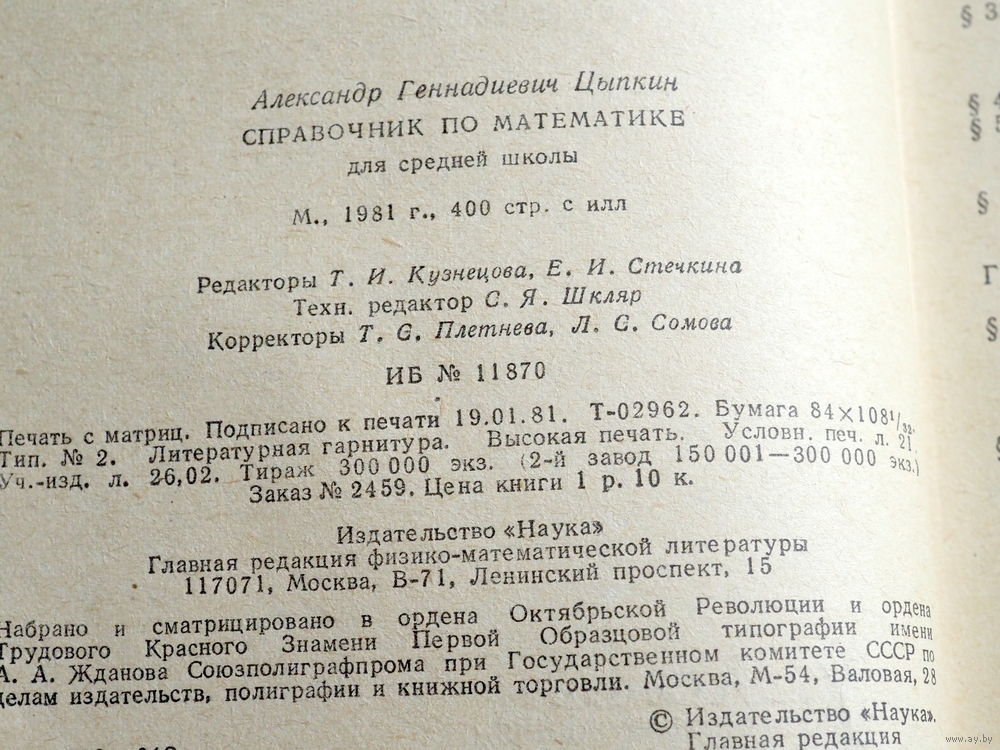 Александр Геннадиевич Цыпкин
СПРАВОЧНИК ПО МАТЕМАТИКЕ
для средней школы
М., 1981 г., 400 стр. с илл
Редакторы Т. И. Кузнецова, Е. И. Стечкина
Техн. редактор С. Я. Шкляр
Корректоры Т. С. Плетнева, Л. С. Сомова
ИБ № 11870
Печать с матриц. Подписано к печати 19.01.81. Т-02962. Бумага 84×108 1/32.
Тип. № 2. Литературная гарнитура. Высокая печать. Условн. печ. л. 21.
Уч.-изд. л. 26,02. Тираж 300 000 экз. (2-й завод 150 001—300 000 экз.)
Заказ № 2459. Цена книги 1 р. 10 к.
Издательство «Наука»
Главная редакция физико-математической литературы
117071, Москва, В-71, Ленинский проспект, 15
Набрано и сматрицировано в ордена Октябрьской Революции и ордена
Трудового Красного Знамени Первой Образцовой типографии имени
А. А. Жданова Союзполиграфпрома при Государственном комитете СССР по
делам издательств, полиграфии и книжной торговли. Москва, М-54, Валовая, 28
© Издательство «Наука».
Главная редакция
§ 3
§
§
§
Г
§
www.ay.by